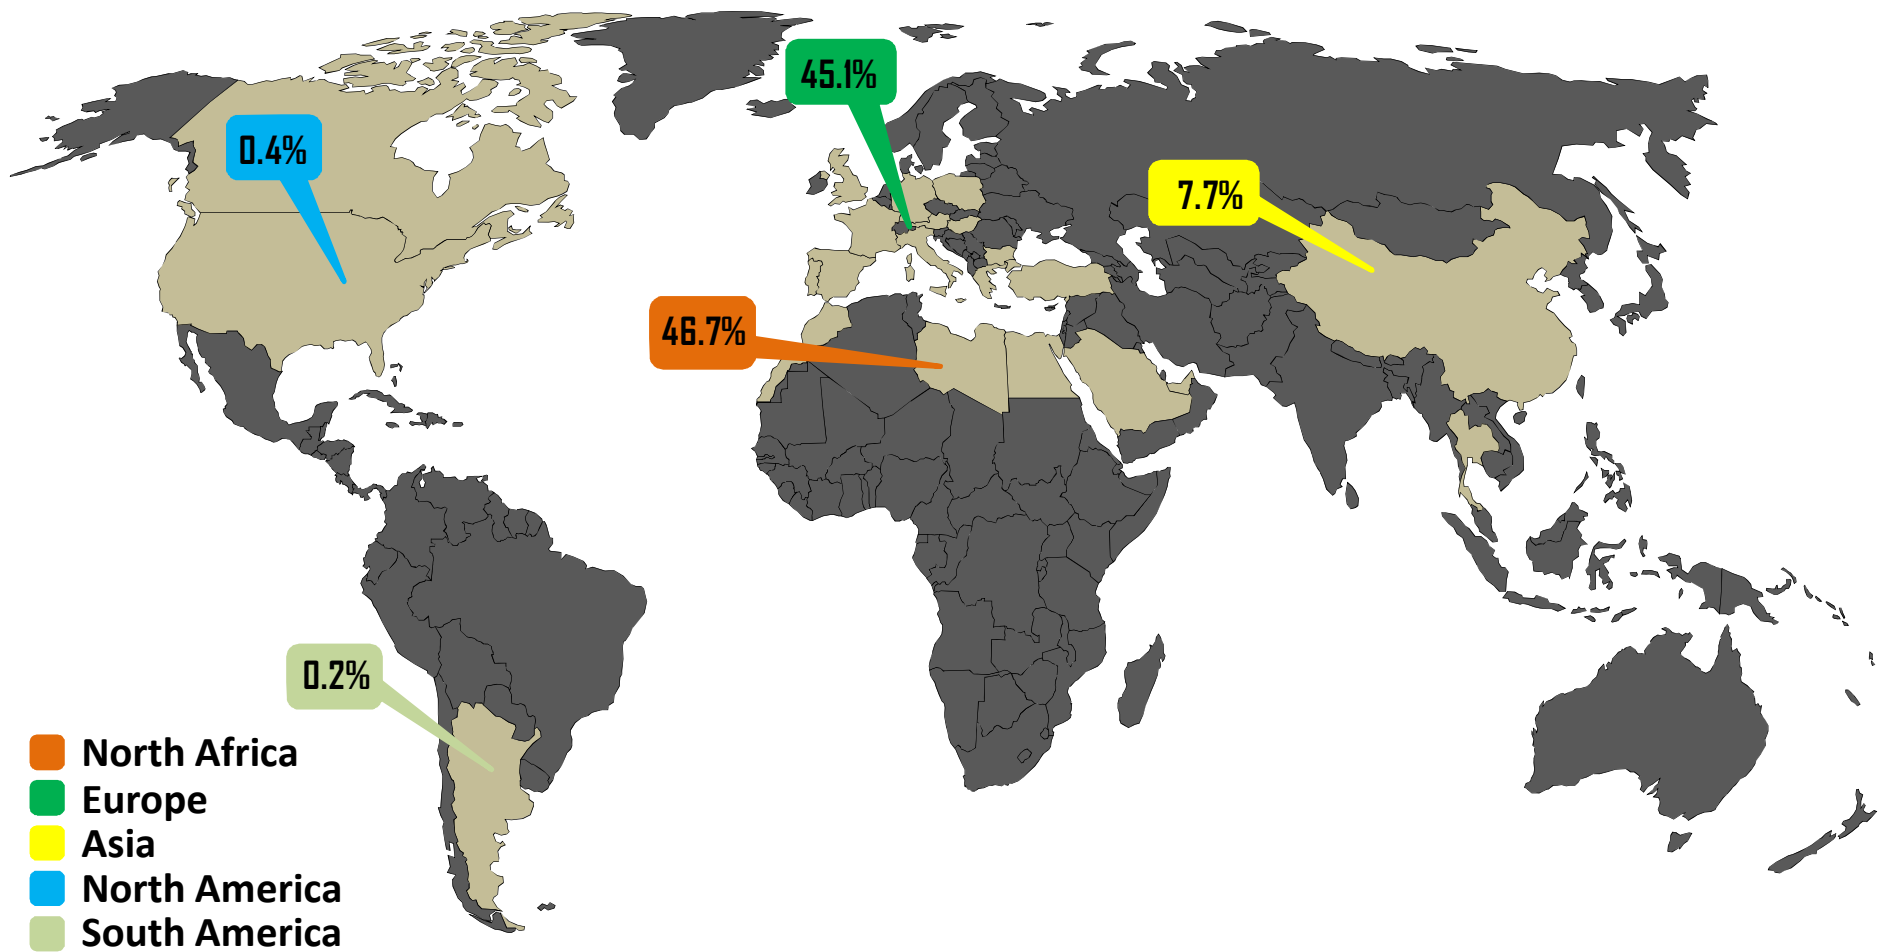 45.1%
0.4%
7.7%
46.7%
0.2%
North Africa
Europe
Asia
North America
South America